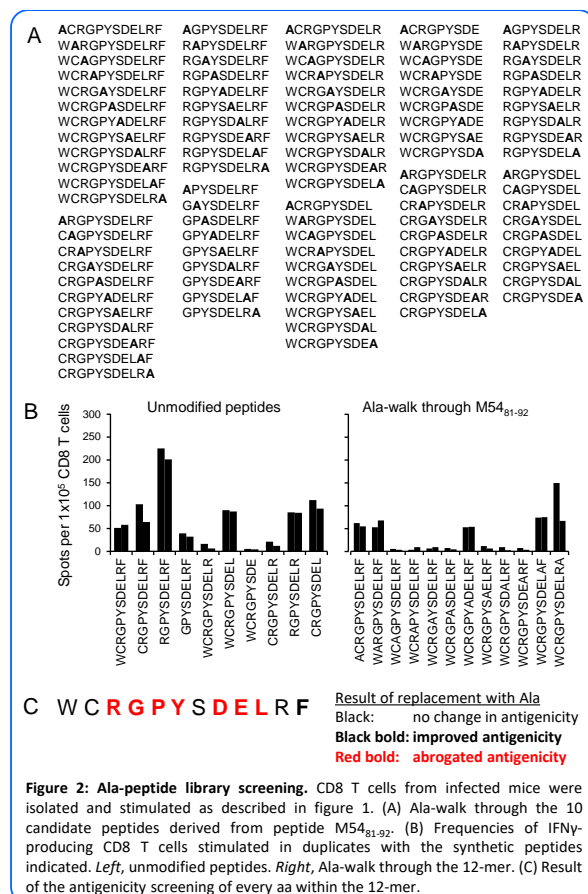 A
ACRGPYSDELRF
WARGPYSDELRF
WCAGPYSDELRF
WCRAPYSDELRF
WCRGAYSDELRF
WCRGPASDELRF
WCRGPYADELRF
WCRGPYSAELRF
WCRGPYSDALRF
WCRGPYSDEARF
WCRGPYSDELAF
WCRGPYSDELRA
ARGPYSDELRF
CAGPYSDELRF
CRAPYSDELRF
CRGAYSDELRF
CRGPASDELRF
CRGPYADELRF
CRGPYSAELRF
CRGPYSDALRF
CRGPYSDEARF
CRGPYSDELAF
CRGPYSDELRA
AGPYSDELRF
RAPYSDELRF
RGAYSDELRF
RGPASDELRF
RGPYADELRF
RGPYSAELRF
RGPYSDALRF
RGPYSDEARF
RGPYSDELAF
RGPYSDELRA
APYSDELRF
GAYSDELRF
GPASDELRF
GPYADELRF
GPYSAELRF
GPYSDALRF
GPYSDEARF
GPYSDELAF
GPYSDELRA
ACRGPYSDELR
WARGPYSDELR
WCAGPYSDELR
WCRAPYSDELR
WCRGAYSDELR
WCRGPASDELR
WCRGPYADELR
WCRGPYSAELR
WCRGPYSDALR
WCRGPYSDEAR
WCRGPYSDELA
ACRGPYSDEL
WARGPYSDEL
WCAGPYSDEL
WCRAPYSDEL
WCRGAYSDEL
WCRGPASDEL
WCRGPYADEL
WCRGPYSAEL
WCRGPYSDAL
WCRGPYSDEA
ACRGPYSDE
WARGPYSDE
WCAGPYSDE
WCRAPYSDE
WCRGAYSDE
WCRGPASDE
WCRGPYADE
WCRGPYSAE
WCRGPYSDA
ARGPYSDELR
CAGPYSDELR
CRAPYSDELR
CRGAYSDELR
CRGPASDELR
CRGPYADELR
CRGPYSAELR
CRGPYSDALR
CRGPYSDEAR
CRGPYSDELA
AGPYSDELR
RAPYSDELR
RGAYSDELR
RGPASDELR
RGPYADELR
RGPYSAELR
RGPYSDALR
RGPYSDEAR
RGPYSDELA
ARGPYSDEL
CAGPYSDEL
CRAPYSDEL
CRGAYSDEL
CRGPASDEL
CRGPYADEL
CRGPYSAEL
CRGPYSDAL
CRGPYSDEA
B
Spots per 1x10⁵ CD8 T cells
300
250
200
150
100
50
0
Unmodified peptides
WCRGPYSDELRF
CRGPYSDELRF
RGPYSDELRF
GPYSDELRF
WCRGPYSDELR
WCRGPYSDEL
WCRGPYSDE
CRGPYSDELR
RGPYSDELR
CRGPYSDEL
Ala-walk through M54₈₁₋₉₂
ACRGPYSDELRF
WARGPYSDELRF
WCAGPYSDELRF
WCRAPYSDELRF
WCRGAYSDELRF
WCRGPASDELRF
WCRGPYADELRF
WCRGPYSAELRF
WCRGPYSDALRF
WCRGPYSDEARF
WCRGPYSDELAF
WCRGPYSDELRA
C W C R G P Y S D E L R F
Result of replacement with Ala
Black: no change in antigenicity
Black bold: improved antigenicity
Red bold: abrogated antigenicity
Figure 2: Ala-peptide library screening. CD8 T cells from infected mice were
isolated and stimulated as described in figure 1. (A) Ala-walk through the 10
candidate peptides derived from peptide M54₈₁₋₉₂. (B) Frequencies of IFNγ-
producing CD8 T cells stimulated in duplicates with the synthetic peptides
indicated. Left, unmodified peptides. Right, Ala-walk through the 12-mer. (C) Result
of the antigenicity screening of every aa within the 12-mer.